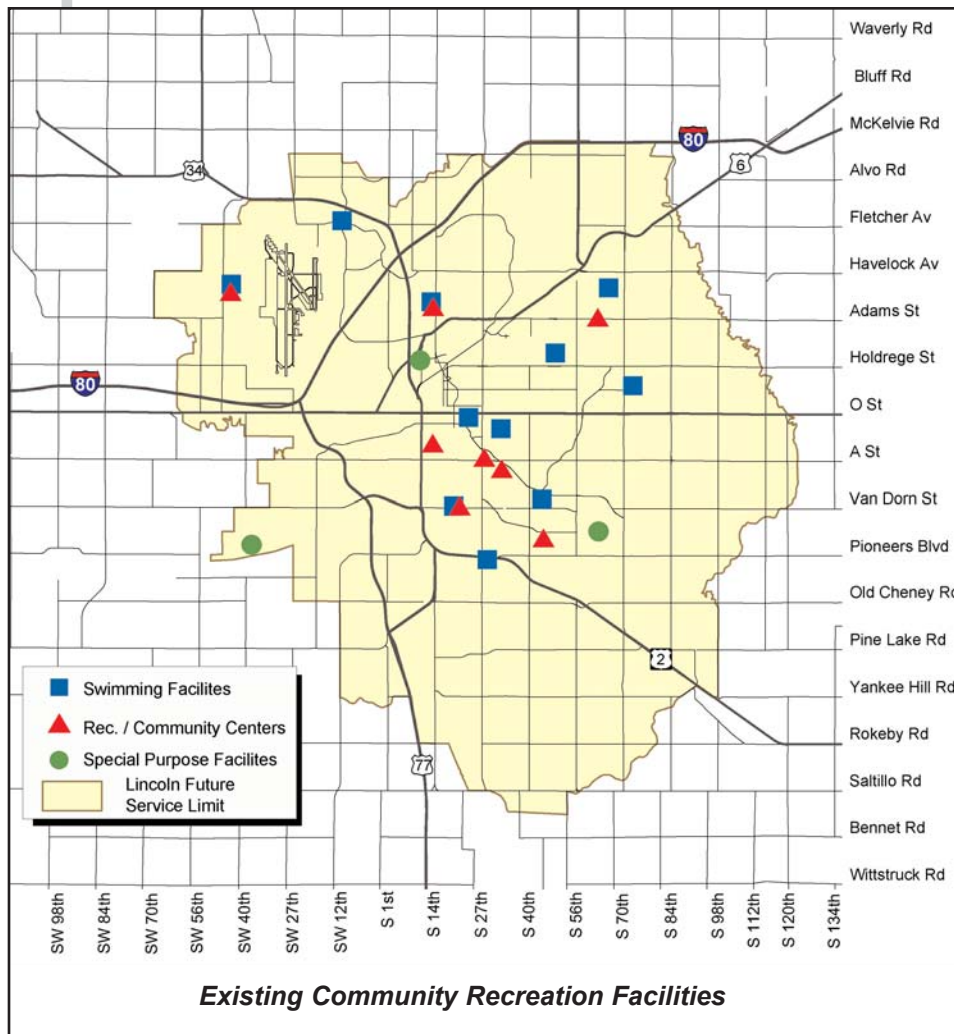 Waverly Rd
Bluff Rd
McKelvie Rd
80
6
34
Alvo Rd
Fletcher Av
Havelock Av
Adams St
Holdrege St
80
O St
A St
Van Dorn St
Pioneers Blvd
Old Cheney Rd
Pine Lake Rd
2
Yankee Hill Rd
Rokeby Rd
77
Saltillo Rd
Bennet Rd
Wittstruck Rd
Swimming Facilites
Rec. / Community Centers
Special Purpose Facilites
Lincoln Future
Service Limit
SW 98th
SW 84th
SW 70th
SW 56th
SW 40th
SW 27th
SW 12th
S 1st
S 14th
S 27th
S 40th
S 56th
S 70th
S 84th
S 98th
S 112th
S 120th
S 134th
Existing Community Recreation Facilities